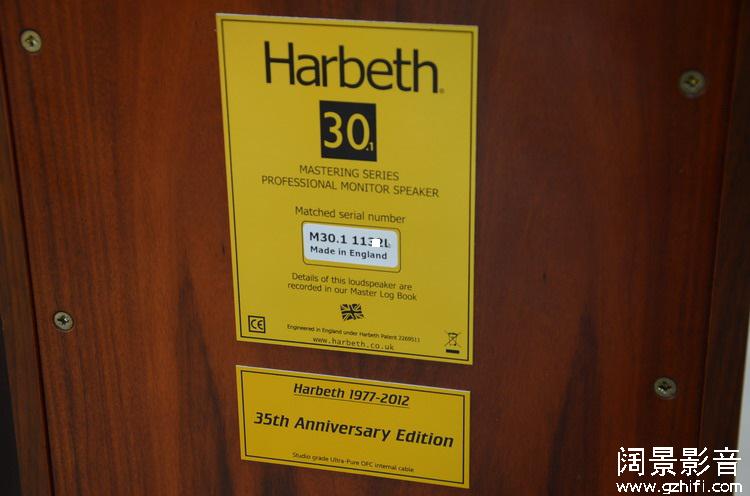 Harbeth
30.1
MASTERING SERIES
PROFESSIONAL MONITOR SPEAKER
Matched serial number
M30.1
Made in England
Details of this loudspeaker are
recorded in our Master Log Book
CE
Engineered in England under Harbeth Patent 2269511
www.harbeth.co.uk
Harbeth 1977-2012
35th Anniversary Edition
Studio grade Ultra-Pure OFC internal cable
阔景影音
www.gzhifi.com